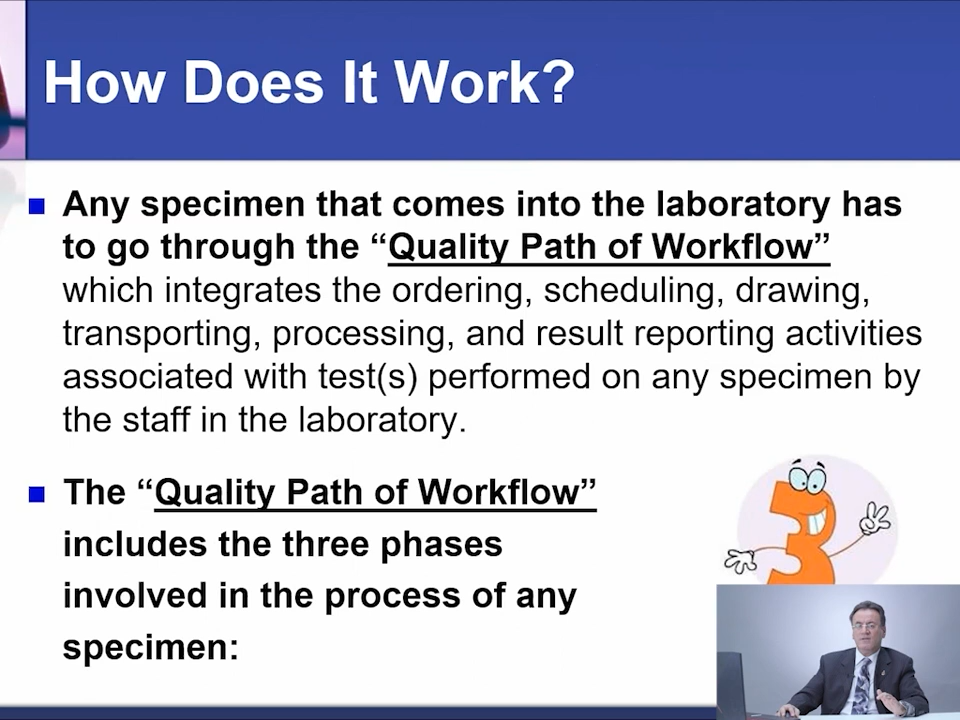 How Does It Work?
Any specimen that comes into the laboratory has
to go through the “Quality Path of Workflow”
which integrates the ordering, scheduling, drawing,
transporting, processing, and result reporting activities
associated with test(s) performed on any specimen by
the staff in the laboratory.
The “Quality Path of Workflow”
includes the three phases
involved in the process of any
specimen:
3